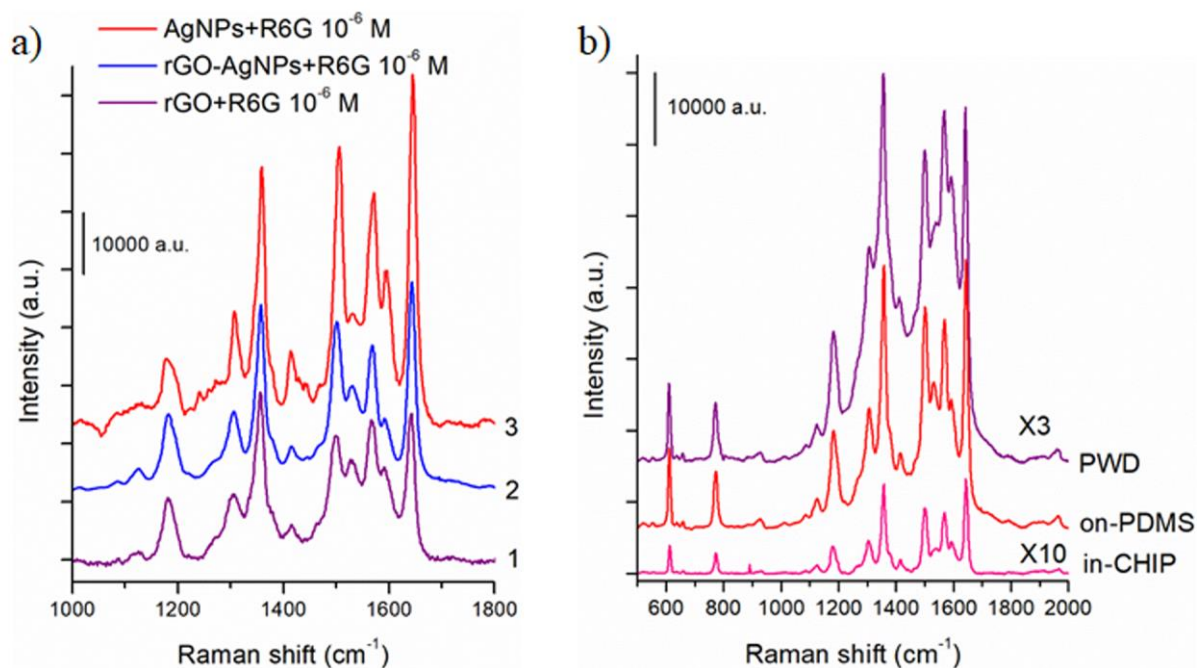 a)
AgNPs+R6G 10⁻⁶ M
rGO-AgNPs+R6G 10⁻⁶ M
rGO+R6G 10⁻⁶ M
10000 a.u.
Intensity (a.u.)
3
2
1
1000 1200 1400 1600 1800
Raman shift (cm⁻¹)
b)
10000 a.u.
Intensity (a.u.)
X3
PWD
on-PDMS
X10 in-CHIP
600 800 1000 1200 1400 1600 1800 2000
Raman shift (cm⁻¹)